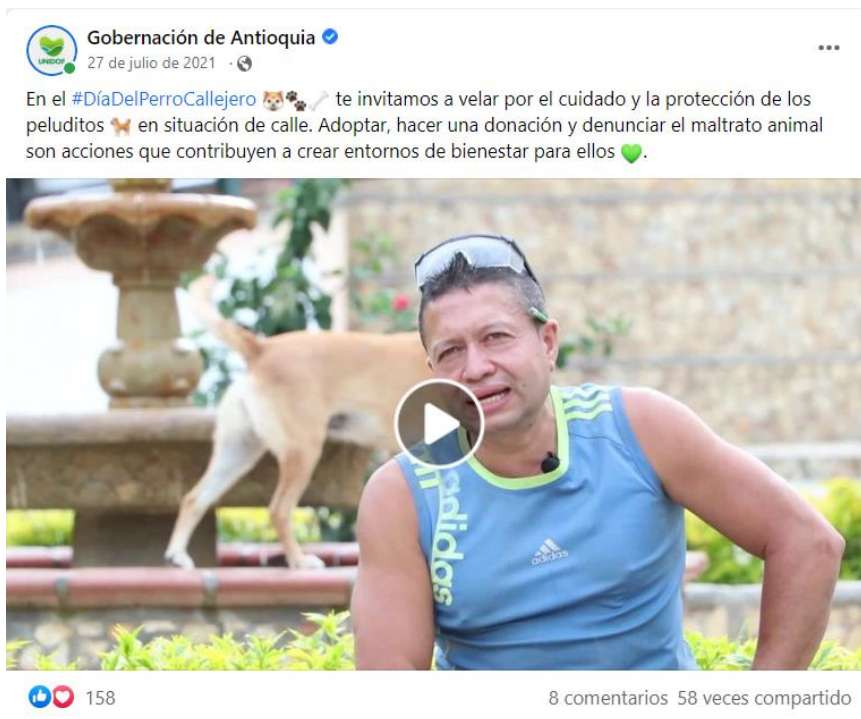 Gobernación de Antioquia
UNIDOS
27 de julio de 2021 ·
En el #DíaDelPerroCallejero 🐕🐾🦴 te invitamos a velar por el cuidado y la protección de los
peluditos 🐕 en situación de calle. Adoptar, hacer una donación y denunciar el maltrato animal
son acciones que contribuyen a crear entornos de bienestar para ellos 💚.
adidas
adidas
158
8 comentarios 58 veces compartido